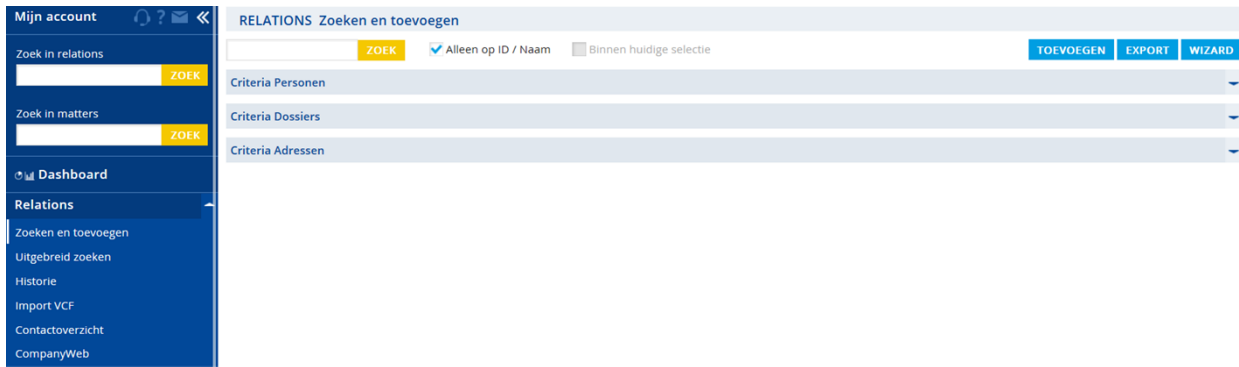 Mijn account
Zoek in relations
ZOEK
Zoek in matters
ZOEK
Dashboard
Relations
Zoeken en toevoegen
Uitgebreid zoeken
Historie
Import VCF
Contactoverzicht
CompanyWeb
RELATIONS Zoeken en toevoegen
ZOEK Alleen op ID / Naam Binnen huidige selectie TOEVOEGEN EXPORT WIZARD
Criteria Personen
Criteria Dossiers
Criteria Adressen